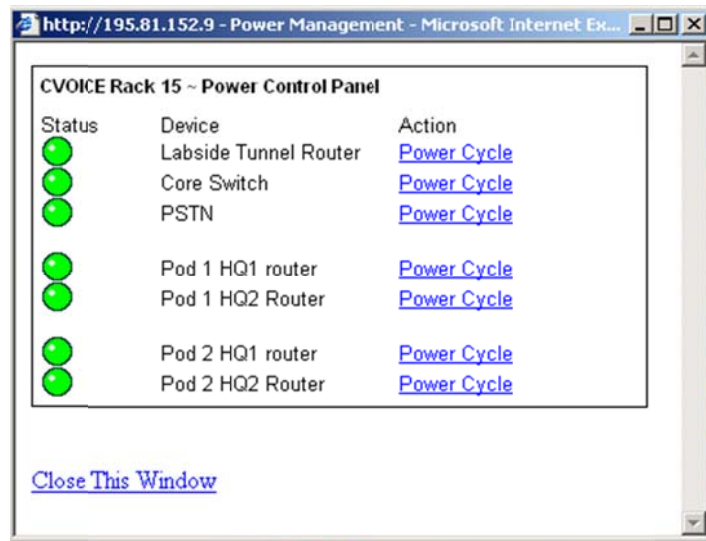 http://195.81.152.9 - Power Management - Microsoft Internet Ex...
CVOICE Rack 15 ~ Power Control Panel
Status Device Action
Labside Tunnel Router Power Cycle
Core Switch Power Cycle
PSTN Power Cycle
Pod 1 HQ1 router Power Cycle
Pod 1 HQ2 Router Power Cycle
Pod 2 HQ1 router Power Cycle
Pod 2 HQ2 Router Power Cycle
Close This Window